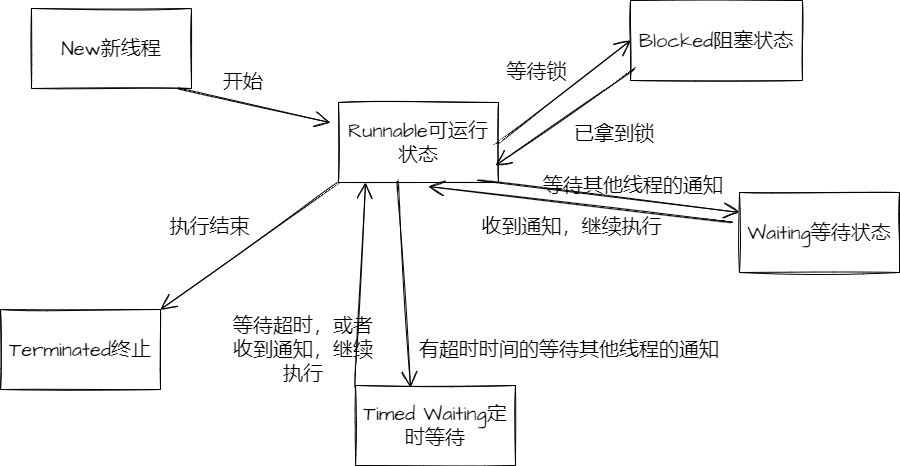 New新线程
Blocked阻塞状态
开始
等待锁
Runnable可运行
状态
已拿到锁
等待其他线程的通知
收到通知，继续执行
Waiting等待状态
执行结束
Terminated终止
等待超时，或者
收到通知，继续
执行
有超时时间的等待其他线程的通知
Timed Waiting定
时等待